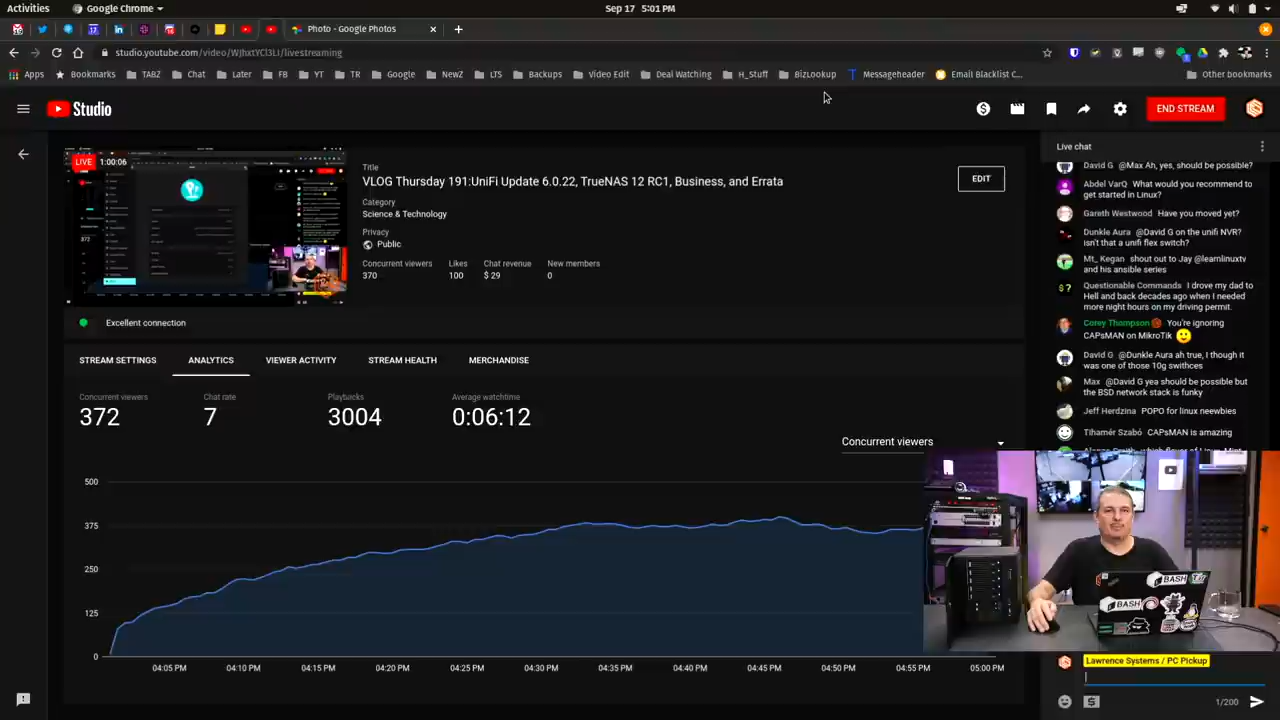 Activities
Google Chrome
Sep 17 5:01 PM
Photo - Google Photos
studio.youtube.com/video/WJhxtYCl3LI/livestreaming
Apps
Bookmarks
TABZ
Chat
Later
FB
YT
TR
Google
NewZ
LTS
Backups
Video Edit
Deal Watching
H_Stuff
BizLookup
Messageheader
Email Blacklist C...
Other bookmarks
Studio
END STREAM
LIVE
1:00:06
Title
VLOG Thursday 191:UniFi Update 6.0.22, TrueNAS 12 RC1, Business, and Errata
EDIT
Category
Science & Technology
Privacy
Public
Concurrent viewers Likes Chat revenue New members
370 100 $ 29 0
Excellent connection
STREAM SETTINGS ANALYTICS VIEWER ACTIVITY STREAM HEALTH MERCHANDISE
Concurrent viewers Chat rate Playbacks Average watchtime
372 7 3004 0:06:12
Concurrent viewers
500
375
250
125
0
04:05 PM 04:10 PM 04:15 PM 04:20 PM 04:25 PM 04:30 PM 04:35 PM 04:40 PM 04:45 PM 04:50 PM 04:55 PM 05:00 PM
Live chat
David G @Max Ah, yes, should be possible?
Abdel VarQ What would you recommend to
get started in Linux?
Gareth Westwood Have you moved yet?
Dunkle Aura @David G on the unifi NVR?
isn't that a unifi flex switch?
Mt_ Kegan shout out to Jay @learnlinuxtv
and his ansible series
Questionable Commands I drove my dad to
Hell and back decades ago when I needed
more night hours on my driving permit.
Corey Thompson You're ignoring
CAPsMAN on MikroTik
David G @Dunkle Aura ah true, I though it
was one of those 10g swithces
Max @David G yea should be possible but
the BSD network stack is funky
Jeff Herdzina POPO for linux neewbies
Tihamér Szabó CAPsMAN is amazing
BASH
BASH
Lawrence Systems / PC Pickup
1/200